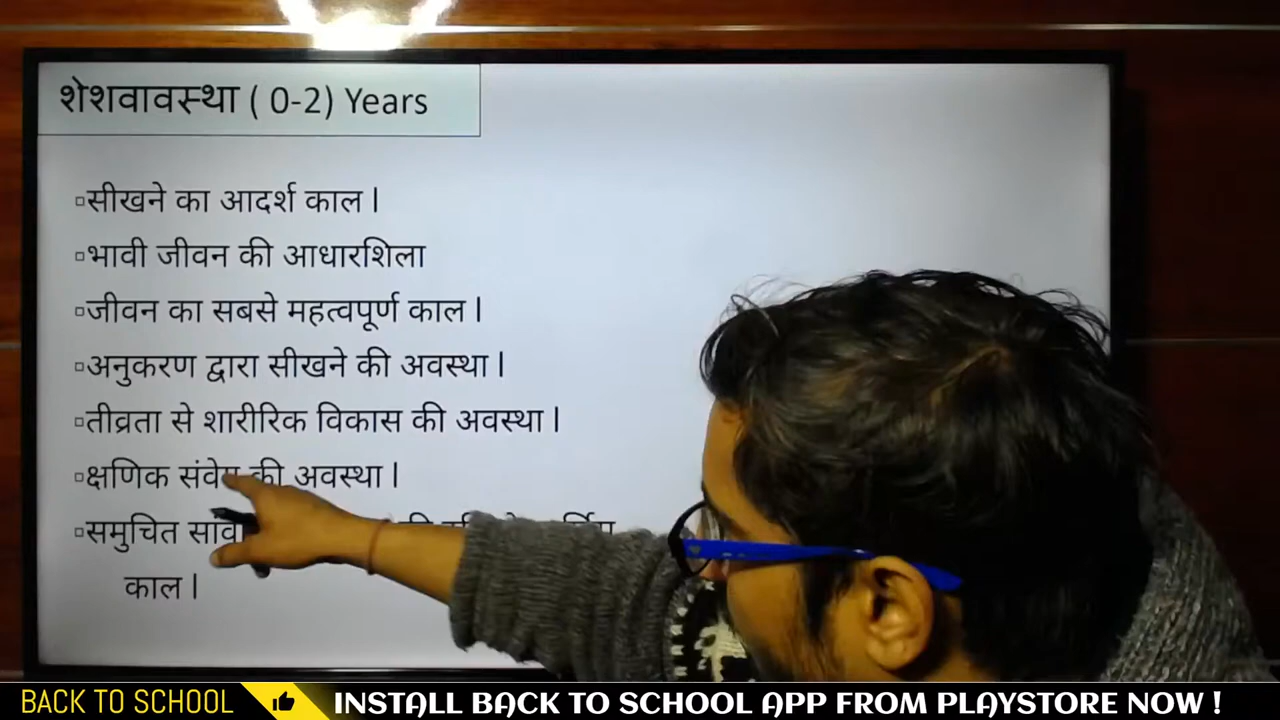 शेशवावस्था ( 0-2) Years
▫सीखने का आदर्श काल |
▫भावी जीवन की आधारशिला
▫जीवन का सबसे महत्वपूर्ण काल |
▫अनुकरण द्वारा सीखने की अवस्था |
▫तीव्रता से शारीरिक विकास की अवस्था |
▫क्षणिक संवेग की अवस्था |
▫समुचित
काल |
BACK TO SCHOOL INSTALL BACK TO SCHOOL APP FROM PLAYSTORE NOW !